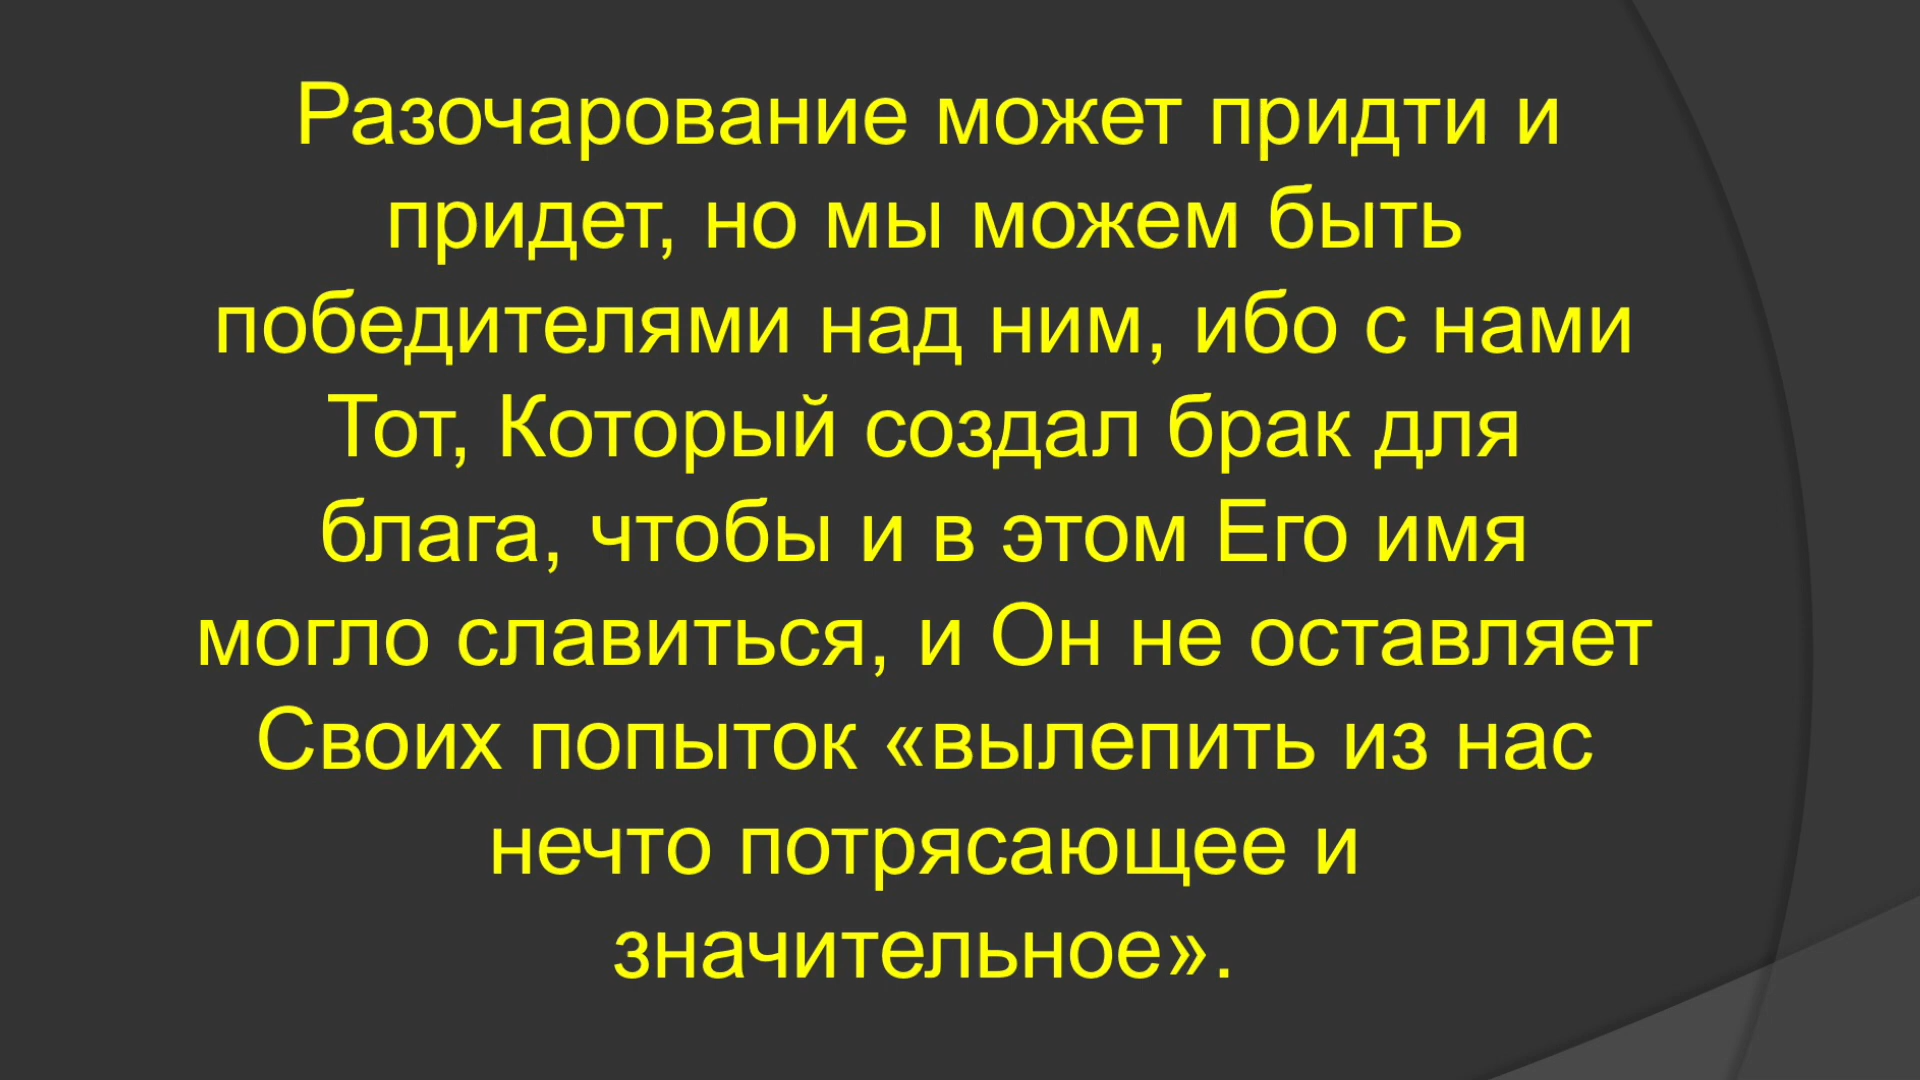 Разочарование может придти и
придет, но мы можем быть
победителями над ним, ибо с нами
Тот, Который создал брак для
блага, чтобы и в этом Его имя
могло славиться, и Он не оставляет
Своих попыток «вылепить из нас
нечто потрясающее и
значительное».